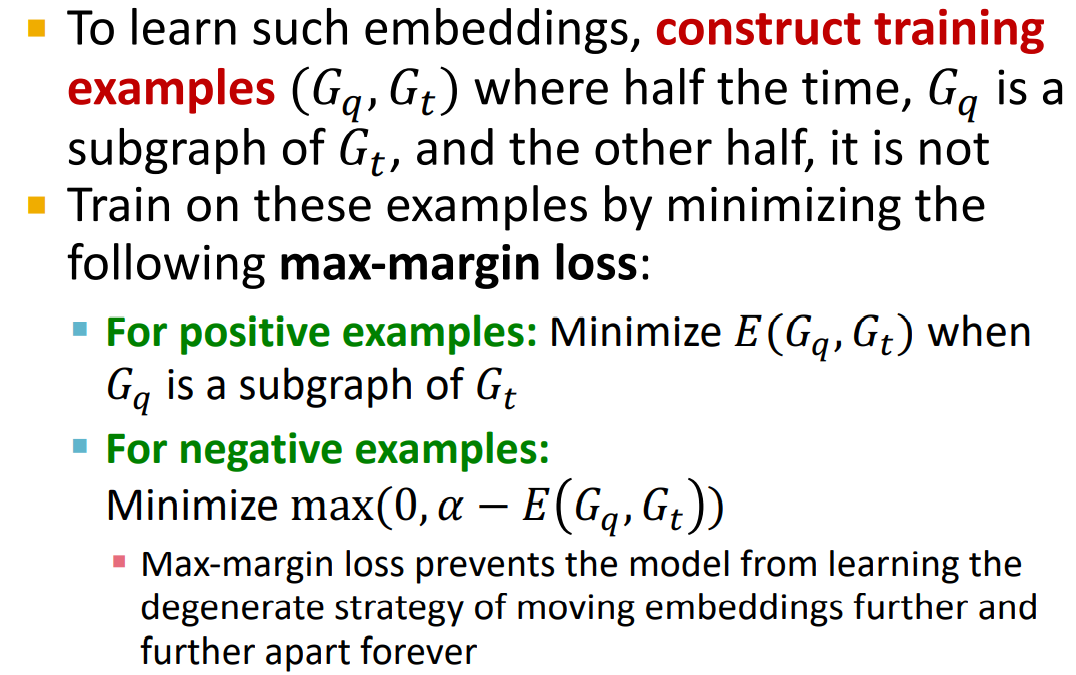 To learn such embeddings, construct training
examples (G_q, G_t) where half the time, G_q is a
subgraph of G_t, and the other half, it is not
Train on these examples by minimizing the
following max-margin loss:
For positive examples: Minimize E(G_q, G_t) when
G_q is a subgraph of G_t
For negative examples:
Minimize max(0, α − E(G_q, G_t))
Max-margin loss prevents the model from learning the
degenerate strategy of moving embeddings further and
further apart forever